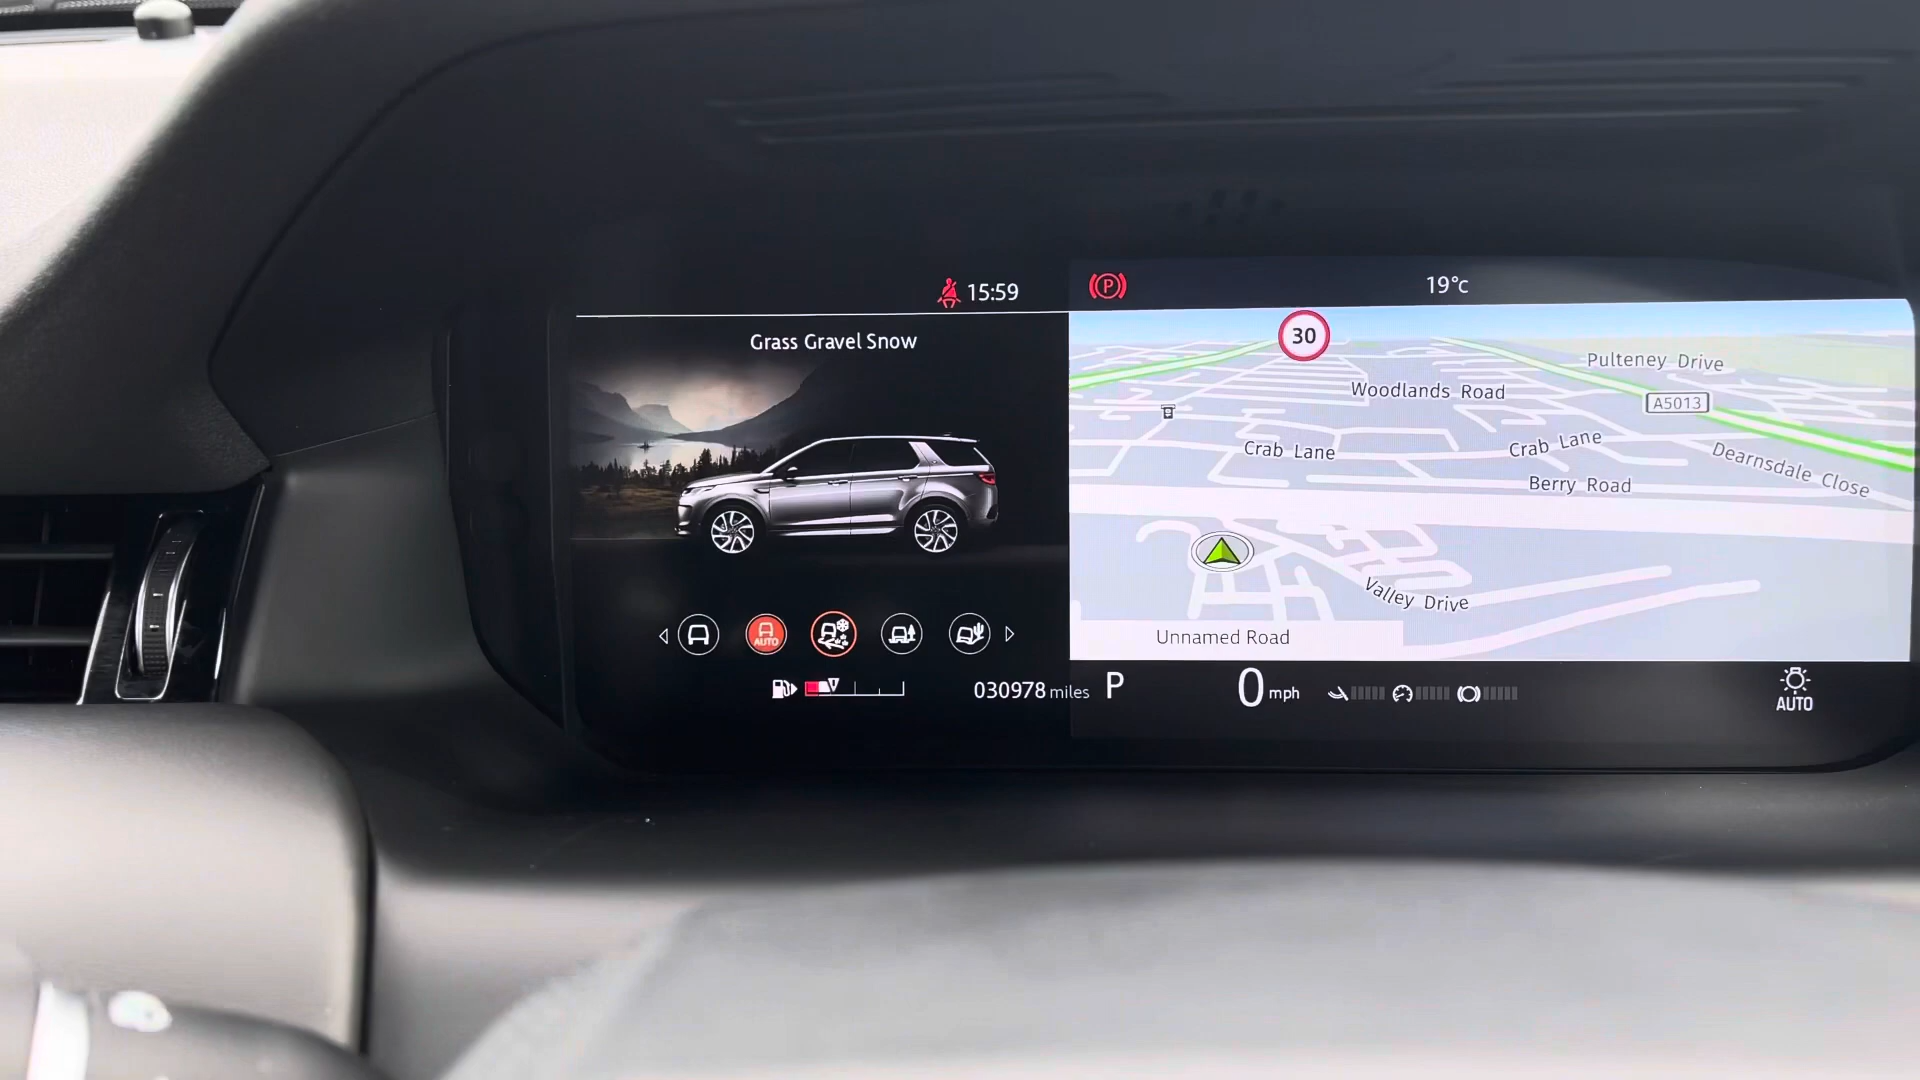 15:59
19°c
Grass Gravel Snow
30
Pulteney Drive
Woodlands Road
A5013
Crab Lane
Crab Lane
Dearnsdale Close
Berry Road
Valley Drive
Unnamed Road
AUTO
030978 miles
P
0 mph
AUTO